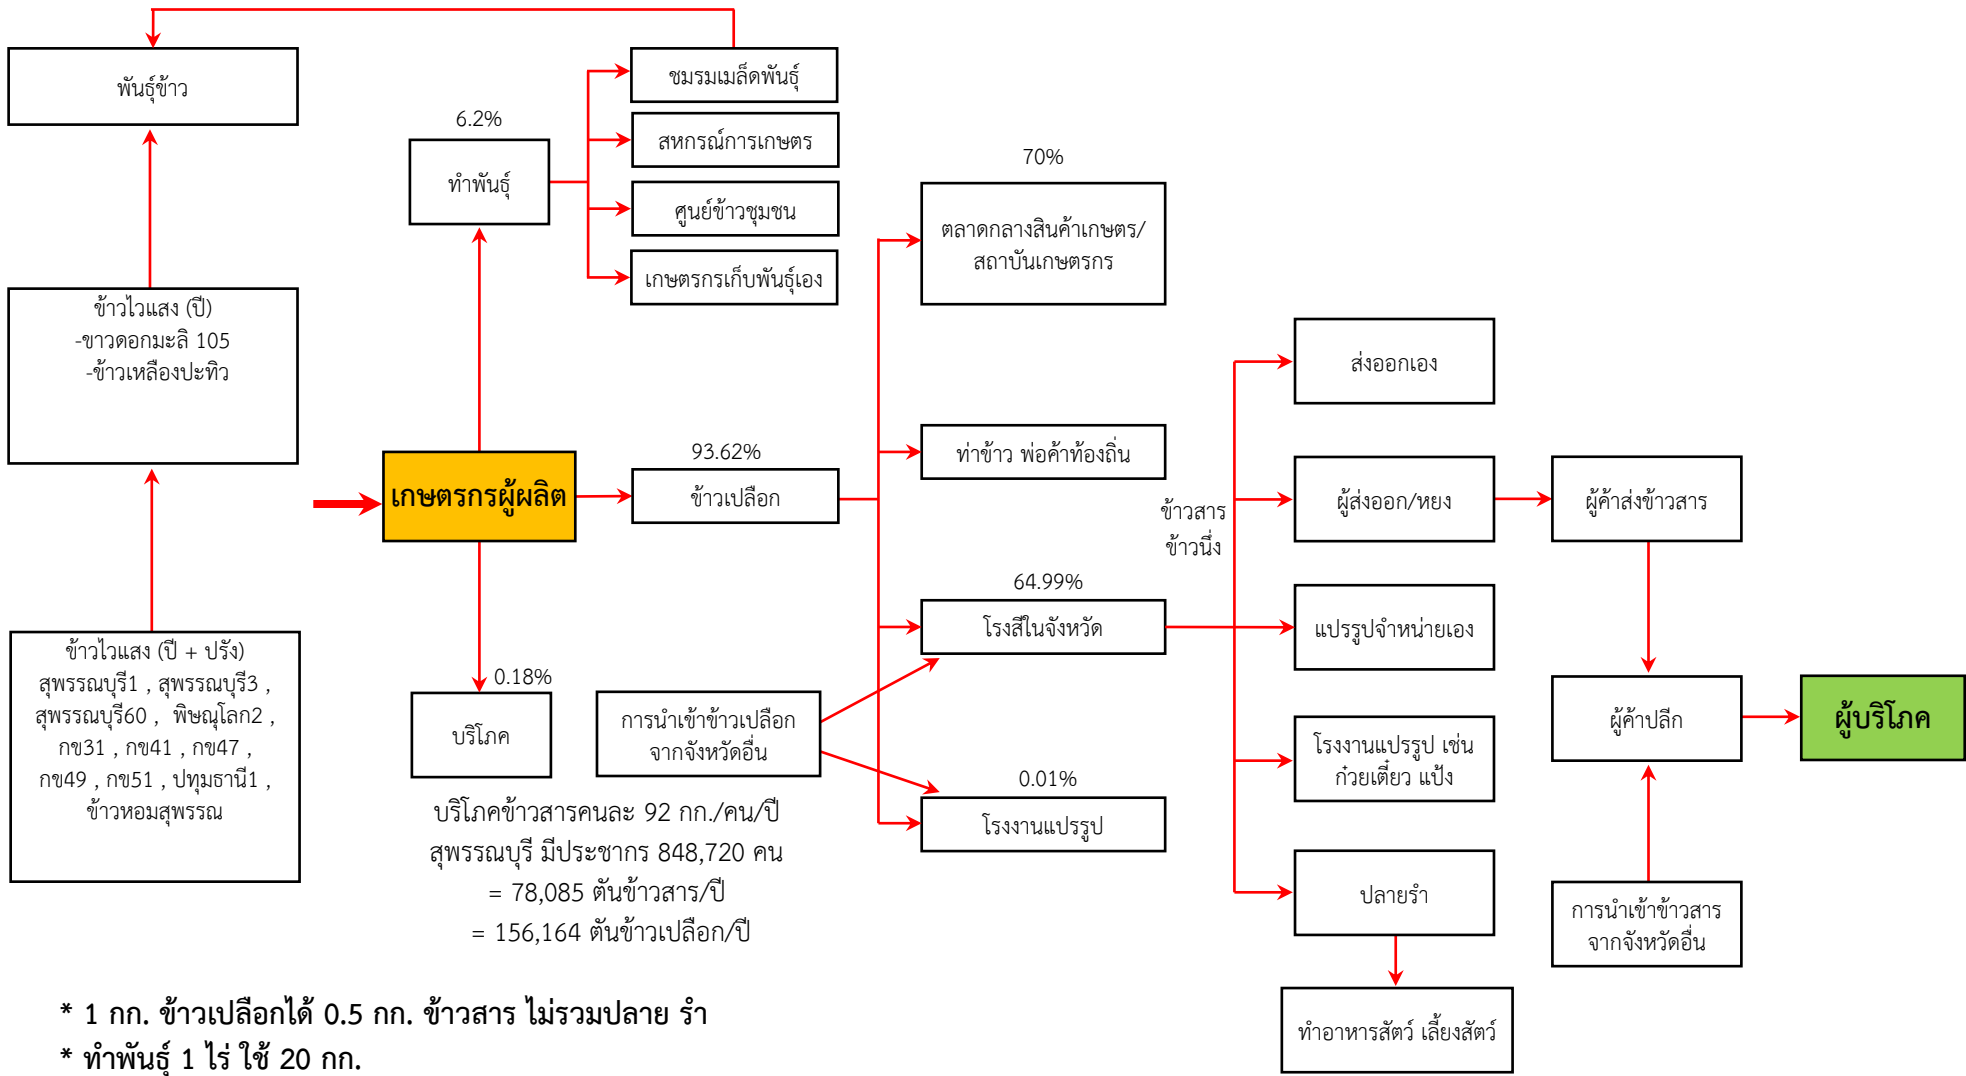 พันธุ์ข้าว
ข้าวไวแสง (ปี)
-ขาวดอกมะลิ 105
-ข้าวเหลืองปะทิว
ข้าวไวแสง (ปี + ปรัง)
สุพรรณบุรี1 , สุพรรณบุรี3 ,
สุพรรณบุรี60 , พิษณุโลก2 ,
กข31 , กข41 , กข47 ,
กข49 , กข51 , ปทุมธานี1 ,
ข้าวหอมสุพรรณ
6.2%
ทำพันธุ์
ชมรมเมล็ดพันธุ์
สหกรณ์การเกษตร
ศูนย์ข้าวชุมชน
เกษตรกรเก็บพันธุ์เอง
เกษตรกรผู้ผลิต
93.62%
ข้าวเปลือก
0.18%
บริโภค
การนำเข้าข้าวเปลือก
จากจังหวัดอื่น
บริโภคข้าวสารคนละ 92 กก./คน/ปี
สุพรรณบุรี มีประชากร 848,720 คน
= 78,085 ตันข้าวสาร/ปี
= 156,164 ตันข้าวเปลือก/ปี
70%
ตลาดกลางสินค้าเกษตร/
สถาบันเกษตรกร
ท่าข้าว พ่อค้าท้องถิ่น
64.99%
โรงสีในจังหวัด
0.01%
โรงงานแปรรูป
ข้าวสาร
ข้าวนึ่ง
ส่งออกเอง
ผู้ส่งออก/หยง
แปรรูปจำหน่ายเอง
โรงงานแปรรูป เช่น
ก๋วยเตี๋ยว แป้ง
ปลายรำ
ทำอาหารสัตว์ เลี้ยงสัตว์
ผู้ค้าส่งข้าวสาร
ผู้ค้าปลีก
การนำเข้าข้าวสาร
จากจังหวัดอื่น
ผู้บริโภค
* 1 กก. ข้าวเปลือกได้ 0.5 กก. ข้าวสาร ไม่รวมปลาย รำ
* ทำพันธุ์ 1 ไร่ ใช้ 20 กก.